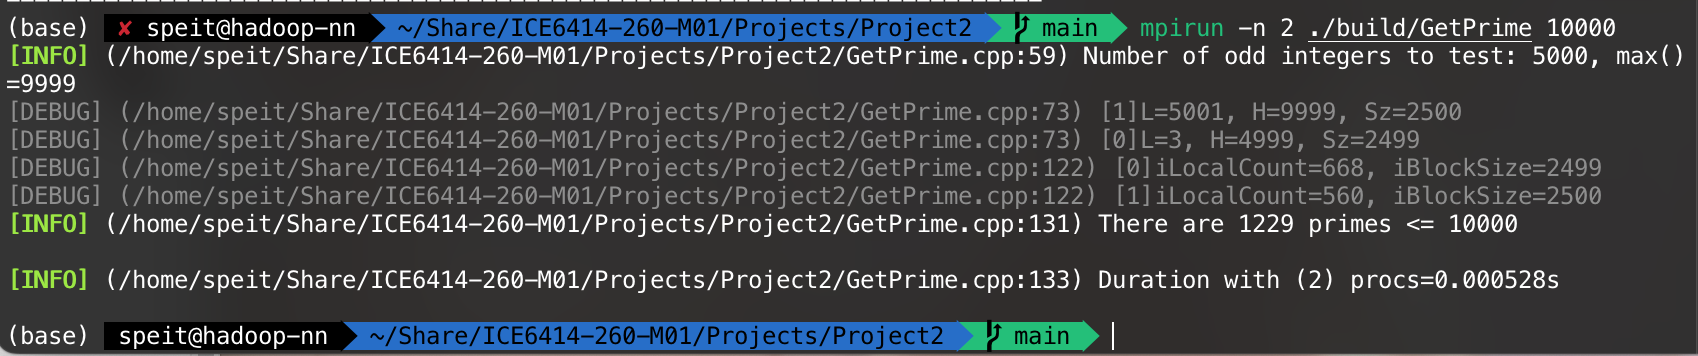 (base) ✘ speit@hadoop-nn ~/Share/ICE6414-260-M01/Projects/Project2 main mpirun -n 2 ./build/GetPrime 10000
[INFO] (/home/speit/Share/ICE6414-260-M01/Projects/Project2/GetPrime.cpp:59) Number of odd integers to test: 5000, max()
=9999
[DEBUG] (/home/speit/Share/ICE6414-260-M01/Projects/Project2/GetPrime.cpp:73) [1]L=5001, H=9999, Sz=2500
[DEBUG] (/home/speit/Share/ICE6414-260-M01/Projects/Project2/GetPrime.cpp:73) [0]L=3, H=4999, Sz=2499
[DEBUG] (/home/speit/Share/ICE6414-260-M01/Projects/Project2/GetPrime.cpp:122) [0]iLocalCount=668, iBlockSize=2499
[DEBUG] (/home/speit/Share/ICE6414-260-M01/Projects/Project2/GetPrime.cpp:122) [1]iLocalCount=560, iBlockSize=2500
[INFO] (/home/speit/Share/ICE6414-260-M01/Projects/Project2/GetPrime.cpp:131) There are 1229 primes <= 10000
[INFO] (/home/speit/Share/ICE6414-260-M01/Projects/Project2/GetPrime.cpp:133) Duration with (2) procs=0.000528s
(base) speit@hadoop-nn ~/Share/ICE6414-260-M01/Projects/Project2 main